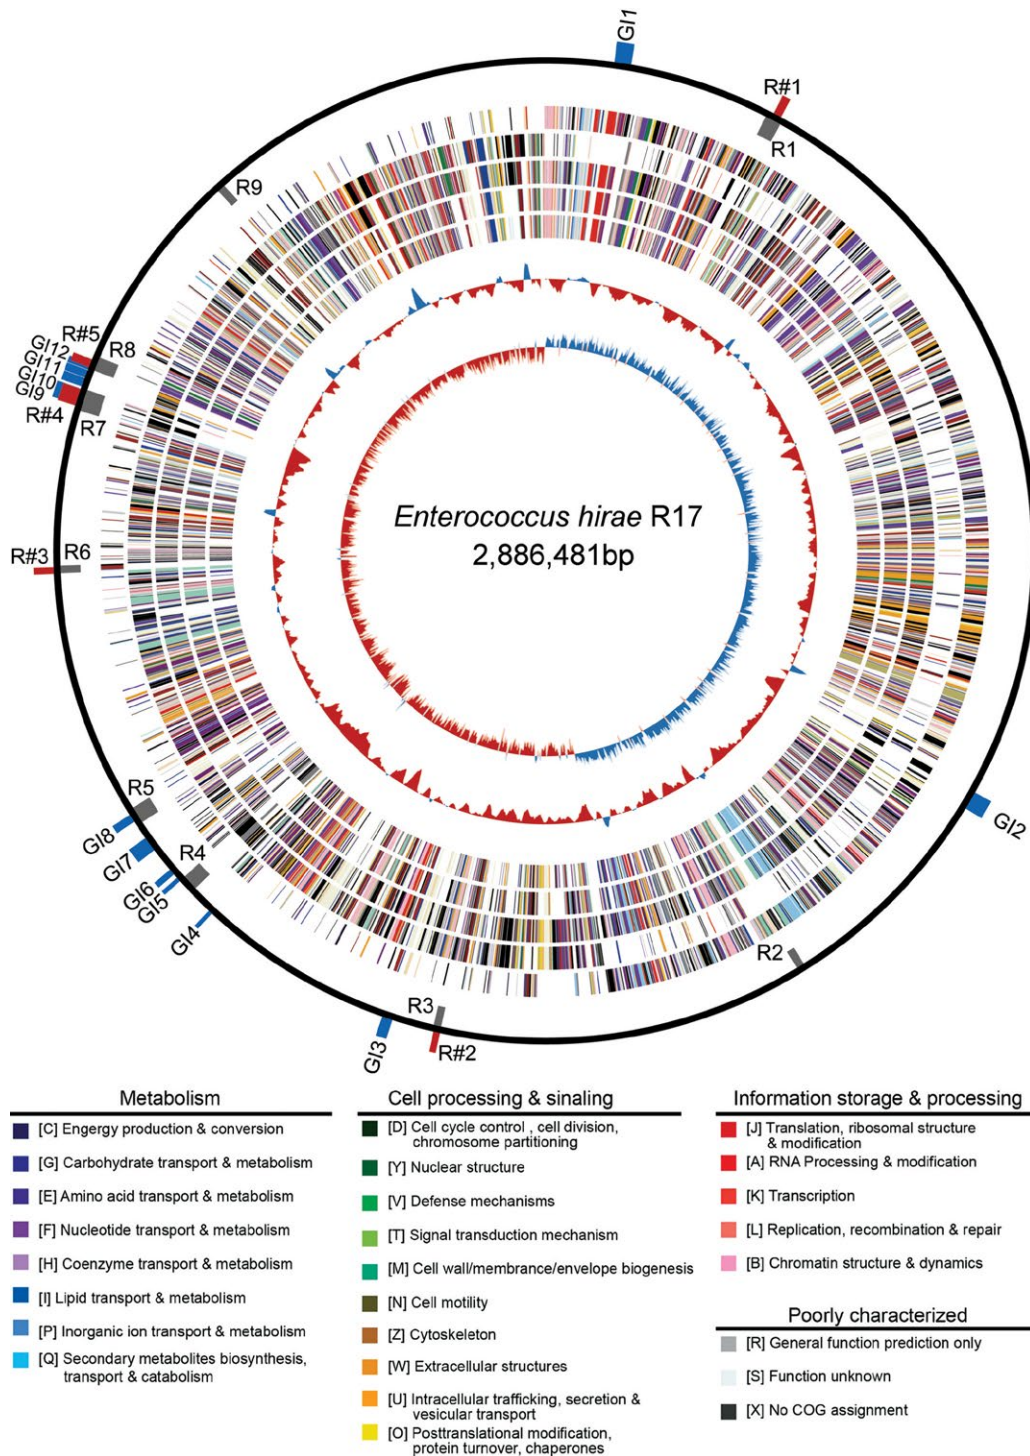 GI1
R#1
R1
R9
R#5
GI12
GI11
GI10
GI9
R8
R#4
R7
Enterococcus hirae R17
2,886,481bp
R#3
R6
R5
GI8
GI7
R4
GI6
GI5
GI4
GI2
R2
R3
GI3
R#2
Metabolism
[C] Engergy production & conversion
[G] Carbohydrate transport & metabolism
[E] Amino acid transport & metabolism
[F] Nucleotide transport & metabolism
[H] Coenzyme transport & metabolism
[I] Lipid transport & metabolism
[P] Inorganic ion transport & metabolism
[Q] Secondary metabolites biosynthesis,
transport & catabolism
Cell processing & sinaling
[D] Cell cycle control , cell division,
chromosome partitioning
[Y] Nuclear structure
[V] Defense mechanisms
[T] Signal transduction mechanism
[M] Cell wall/membrance/envelope biogenesis
[N] Cell motility
[Z] Cytoskeleton
[W] Extracellular structures
[U] Intracellular trafficking, secretion &
vesicular transport
[O] Posttranslational modification,
protein turnover, chaperones
Information storage & processing
[J] Translation, ribosomal structure
& modification
[A] RNA Processing & modification
[K] Transcription
[L] Replication, recombination & repair
[B] Chromatin structure & dynamics
Poorly characterized
[R] General function prediction only
[S] Function unknown
[X] No COG assignment